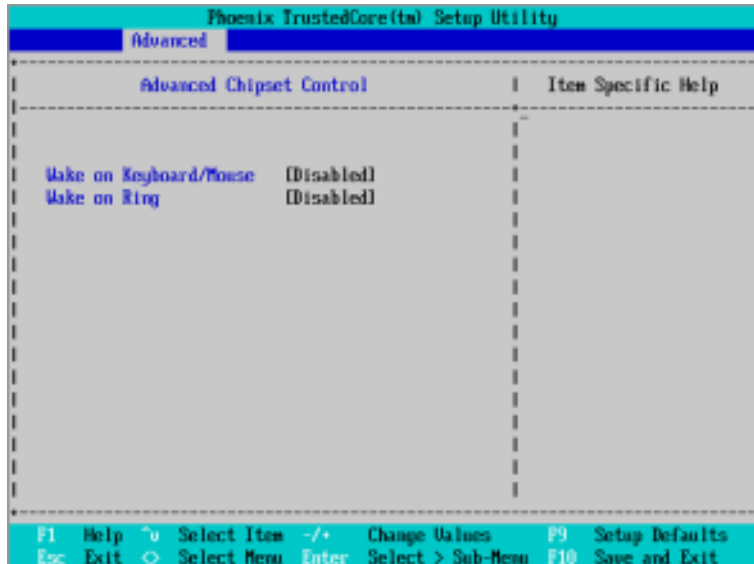 Phoenix TrustedCore(tm) Setup Utility
Advanced
Advanced Chipset Control
Item Specific Help
Wake on Keyboard/Mouse [Disabled]
Wake on Ring [Disabled]
F1 Help ^v Select Item -/+ Change Values F9 Setup Defaults
Esc Exit <> Select Menu Enter Select > Sub-Menu F10 Save and Exit